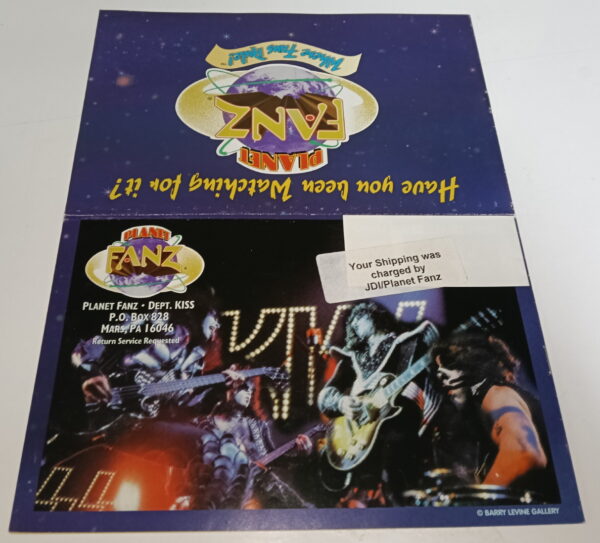 Have you been Watching for it?
PLANET
FANZ
Where Fans Rule!
PLANET
FANZ
PLANET FANZ • DEPT. KISS
P.O. BOX 828
MARS, PA 16046
Return Service Requested
Your Shipping was
charged by
JDI/Planet Fanz
© BARRY LEVINE GALLERY